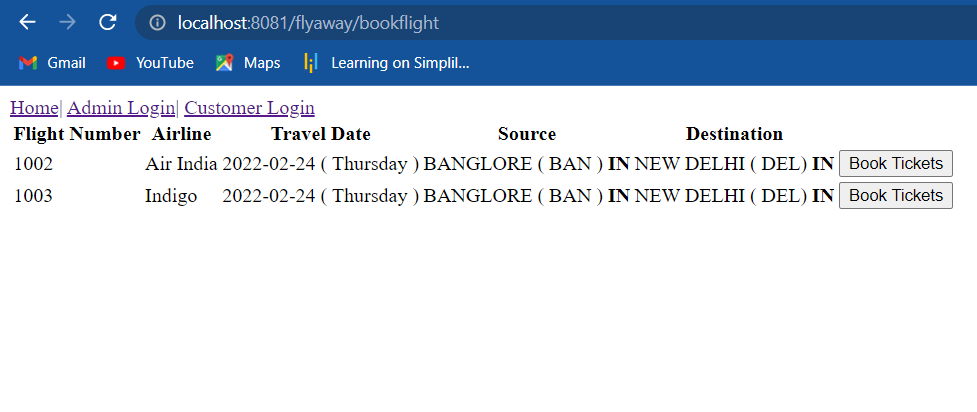 localhost:8081/flyaway/bookflight
Gmail YouTube Maps Learning on Simplil...
Home| Admin Login| Customer Login
Flight Number Airline Travel Date Source Destination
1002 Air India 2022-02-24 ( Thursday ) BANGLORE ( BAN ) IN NEW DELHI ( DEL) IN Book Tickets
1003 Indigo 2022-02-24 ( Thursday ) BANGLORE ( BAN ) IN NEW DELHI ( DEL) IN Book Tickets